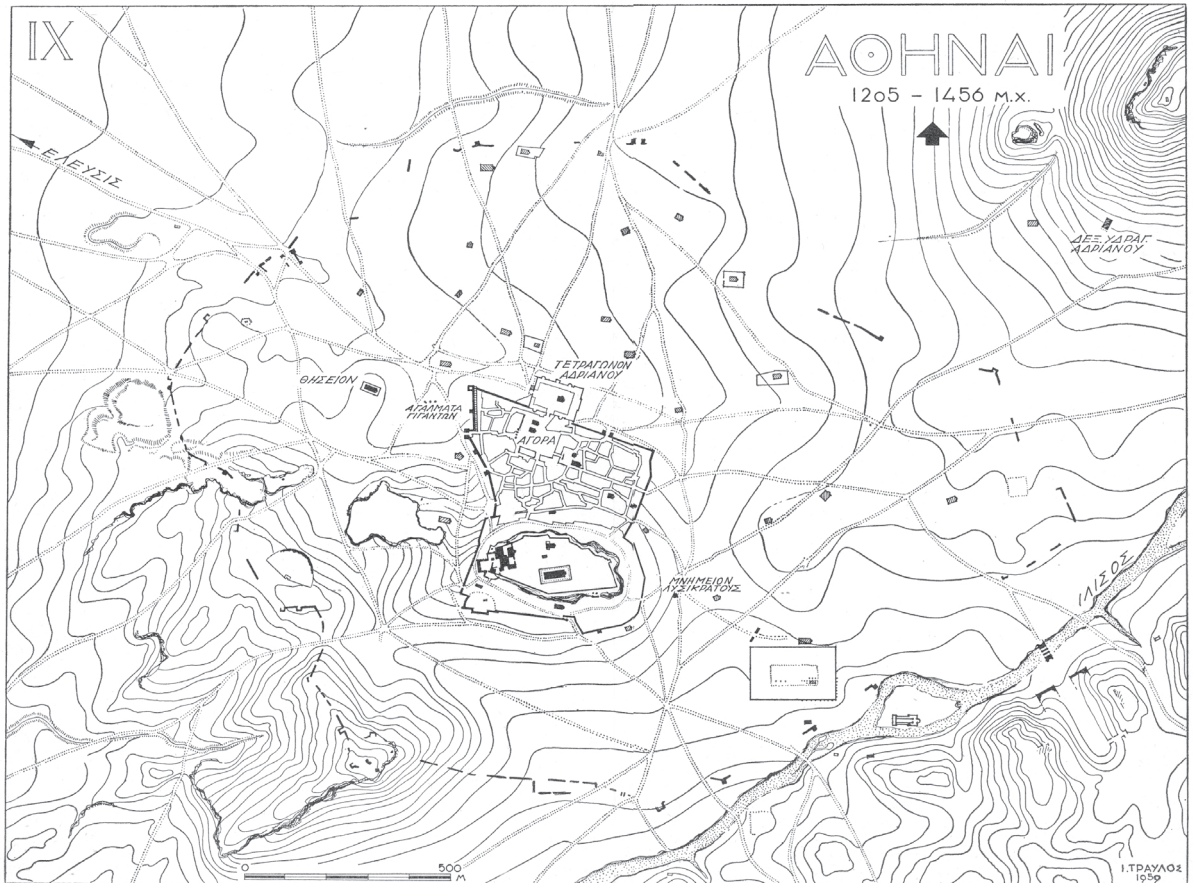 IX
ΑΘΗΝΑΙ
12ο5 – 1456 Μ.Χ.
ΕΛΕΥΣΙΣ
ΔΕΞ. ΥΔΡΑΓ.
ΑΔΡΙΑΝΟΥ
ΘΗΣΕΙΟΝ
ΤΕΤΡΑΓΩΝΟΝ
ΑΔΡΙΑΝΟΥ
ΑΓΑΛΜΑΤΑ
ΓΙΓΑΝΤΩΝ
ΑΓΟΡΑ
ΜΝΗΜΕΙΟΝ
ΛΥΣΙΚΡΑΤΟΥΣ
ΙΛΙΣΟΣ
0 500
Μ
Ι. ΤΡΑΥΛΟΣ
1959